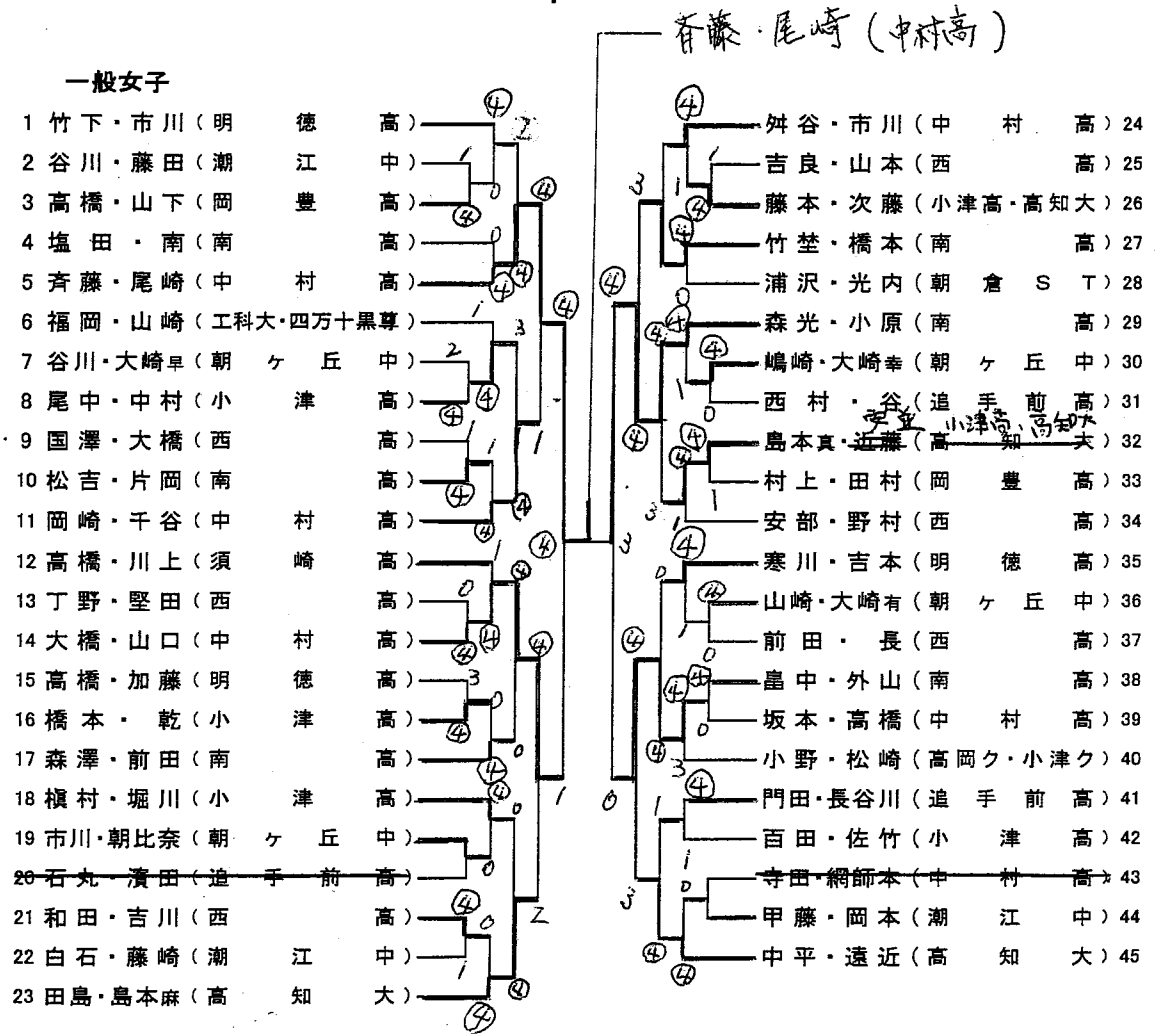 斉藤・尾崎（中村高）
一般女子
1 竹下・市川（明徳高）
2 谷川・藤田（潮江中）
3 高橋・山下（岡豊高）
4 塩田・南（南高）
5 斉藤・尾崎（中村高）
6 福岡・山崎（工科大・四万十黒尊）
7 谷川・大崎早（朝ヶ丘中）
8 尾中・中村（小津高）
9 国澤・大橋（西高）
10 松吉・片岡（南高）
11 岡崎・千谷（中村高）
12 高橋・川上（須崎高）
13 丁野・堅田（西高）
14 大橋・山口（中村高）
15 高橋・加藤（明徳高）
16 橋本・乾（小津高）
17 森澤・前田（南高）
18 槇村・堀川（小津高）
19 市川・朝比奈（朝ヶ丘中）
20 石丸・濱田（追手前高）
21 和田・吉川（西高）
22 白石・藤崎（潮江中）
23 田島・島本麻（高知大）
舛谷・市川（中村高）24
吉良・山本（西高）25
藤本・次藤（小津高・高知大）26
竹埜・橋本（南高）27
浦沢・光内（朝倉ＳＴ）28
森光・小原（南高）29
嶋崎・大崎幸（朝ヶ丘中）30
西村・谷（追手前高）31
小津高・高知大
島本真・近藤（高知大）32
村上・田村（岡豊高）33
安部・野村（西高）34
寒川・吉本（明徳高）35
山崎・大崎有（朝ヶ丘中）36
前田・長（西高）37
畠中・外山（南高）38
坂本・高橋（中村高）39
小野・松崎（高岡ク・小津ク）40
門田・長谷川（追手前高）41
百田・佐竹（小津高）42
寺田・網師本（中村高）43
甲藤・岡本（潮江中）44
中平・遠近（高知大）45